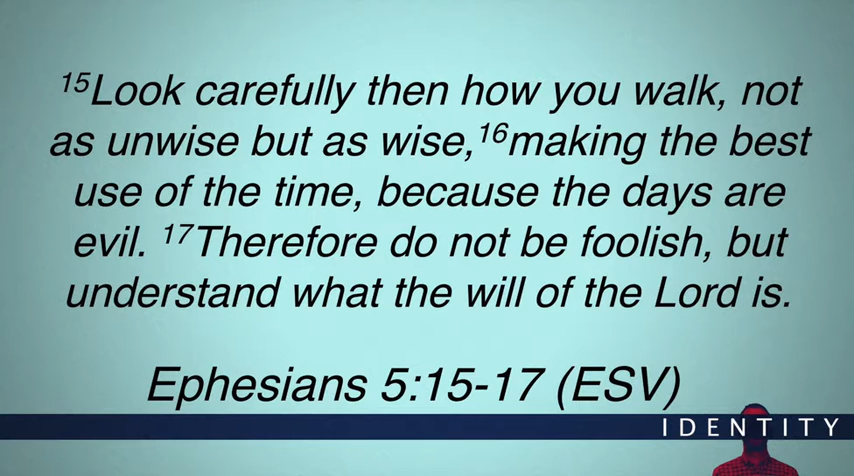 ¹⁵Look carefully then how you walk, not
as unwise but as wise,¹⁶making the best
use of the time, because the days are
evil. ¹⁷Therefore do not be foolish, but
understand what the will of the Lord is.
Ephesians 5:15-17 (ESV)
IDENTITY